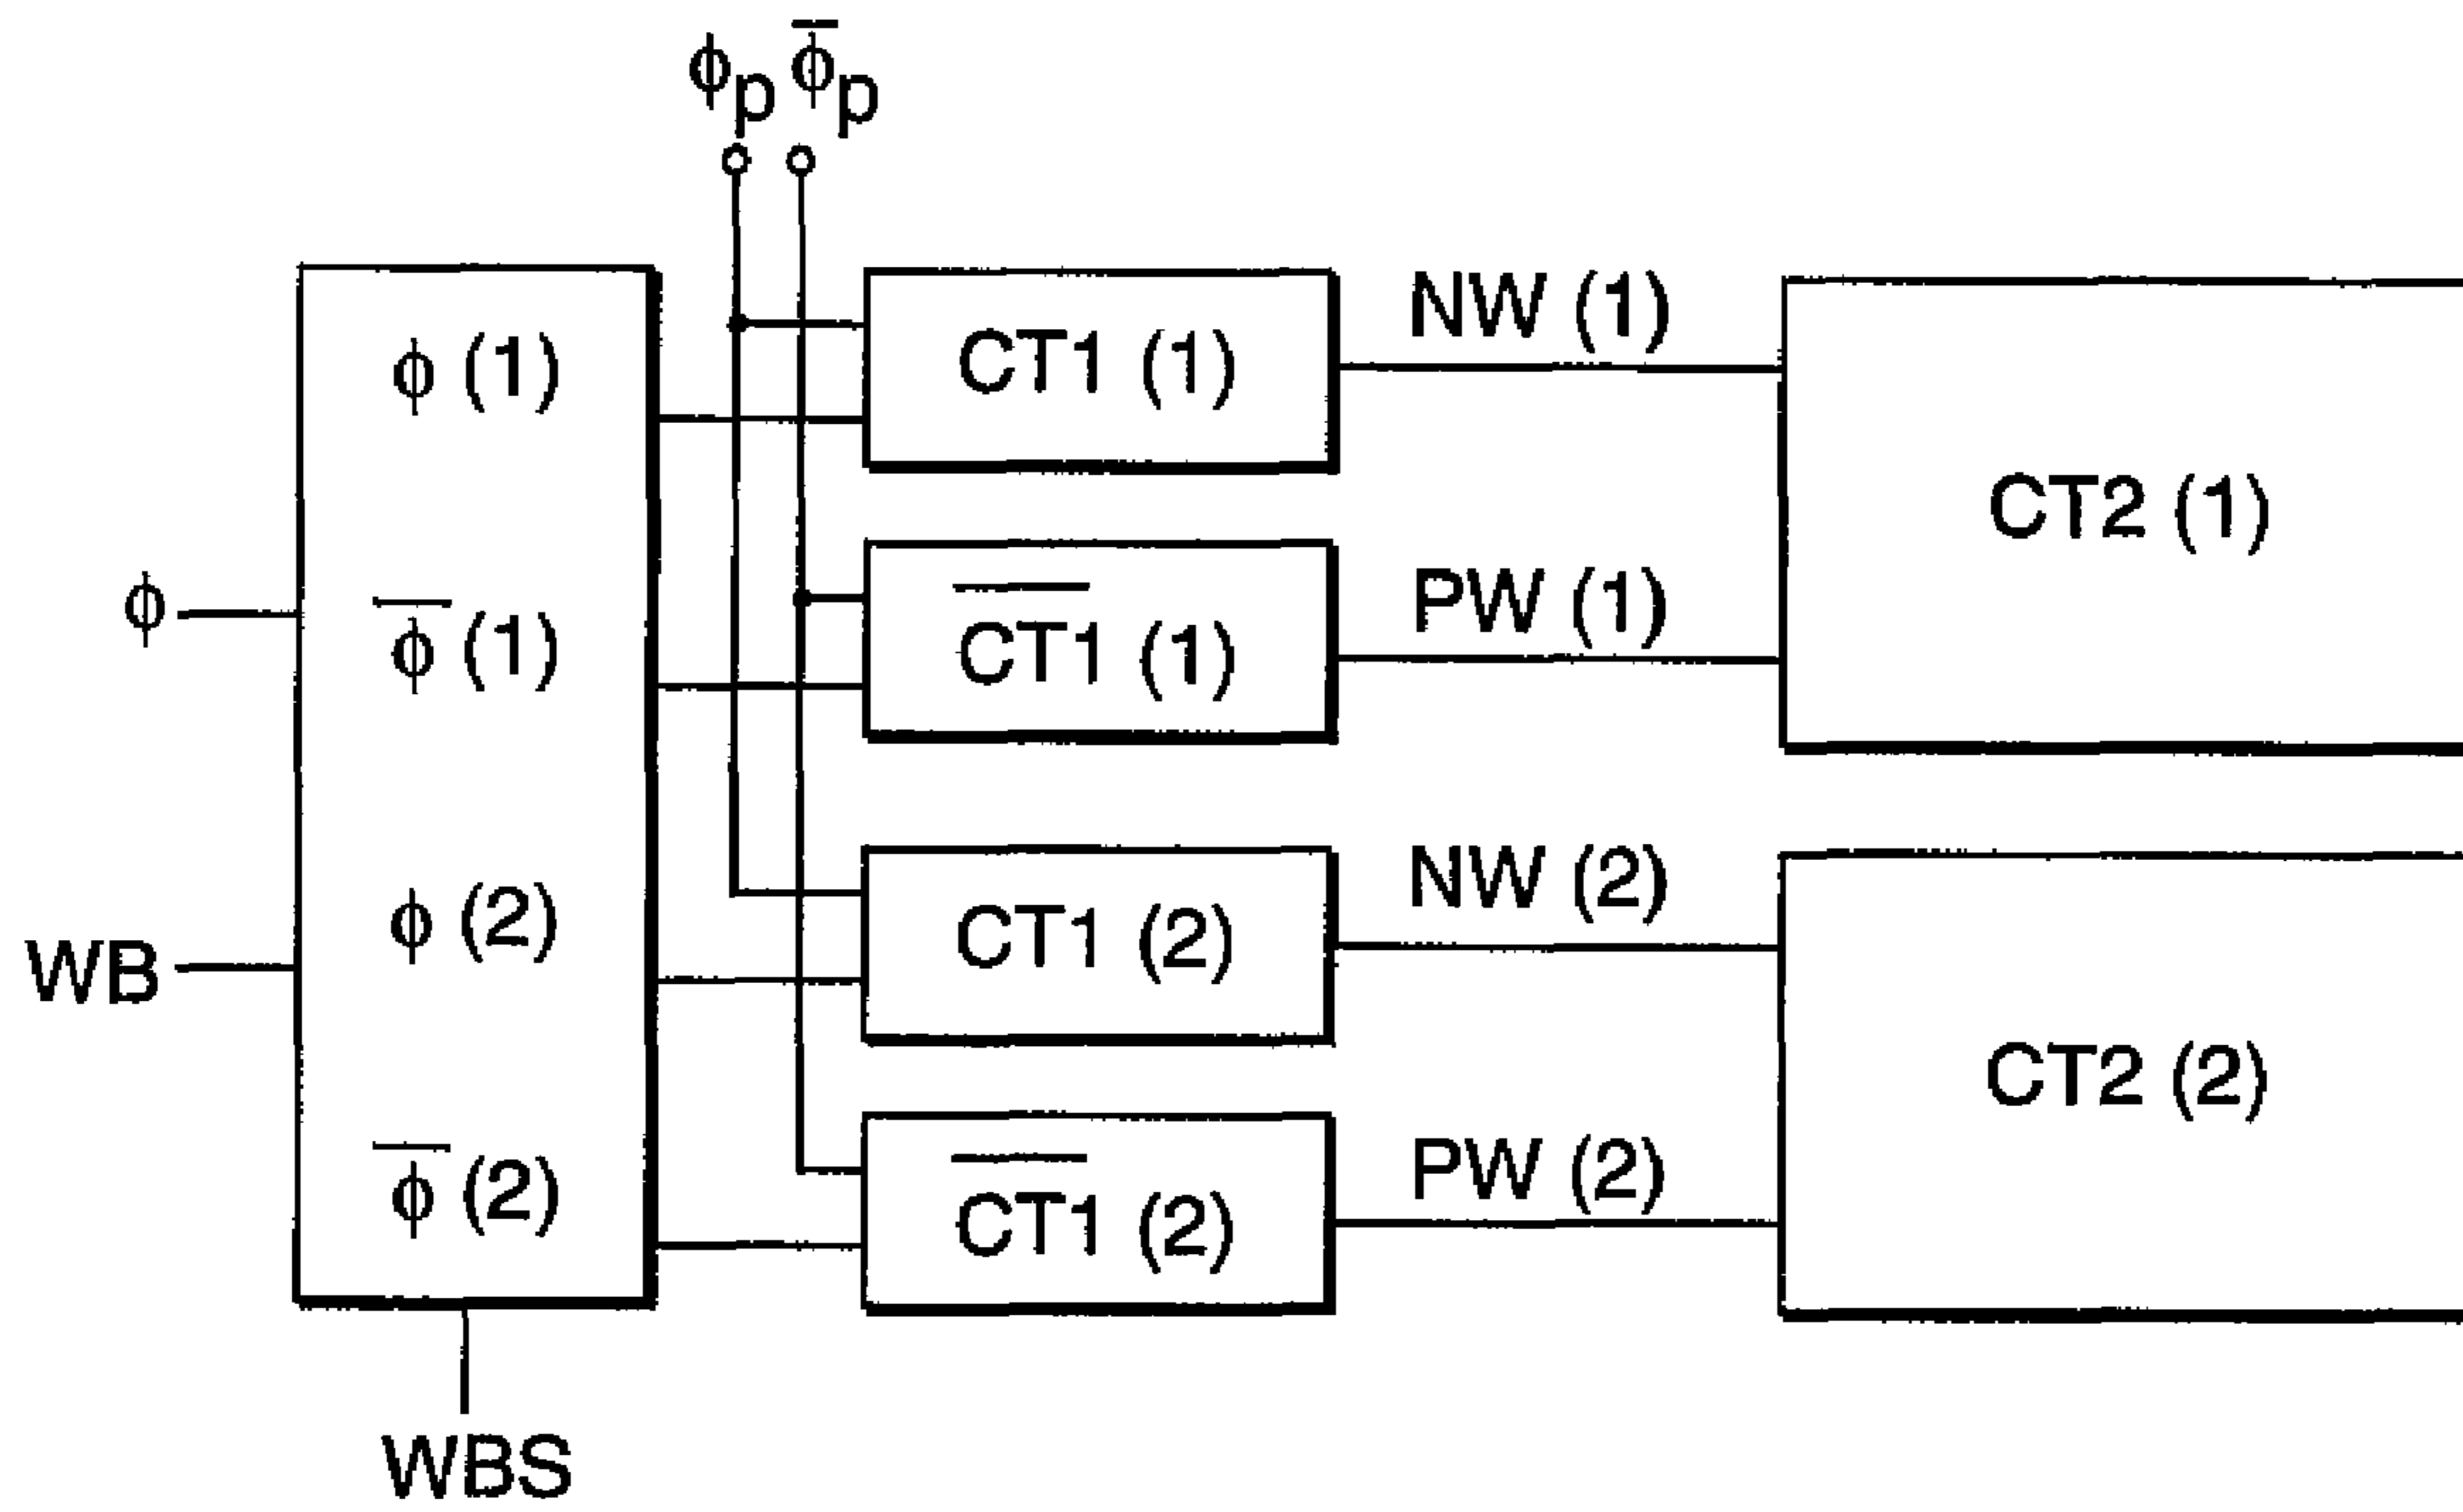 ϕp ϕ̅p
ϕ (1)
CT1 (1)
NW (1)
CT2 (1)
ϕ
ϕ̅ (1)
C̅T̅1̅ (1)
PW (1)
WB
ϕ (2)
CT1 (2)
NW (2)
CT2 (2)
ϕ̅ (2)
C̅T̅1̅ (2)
PW (2)
WBS